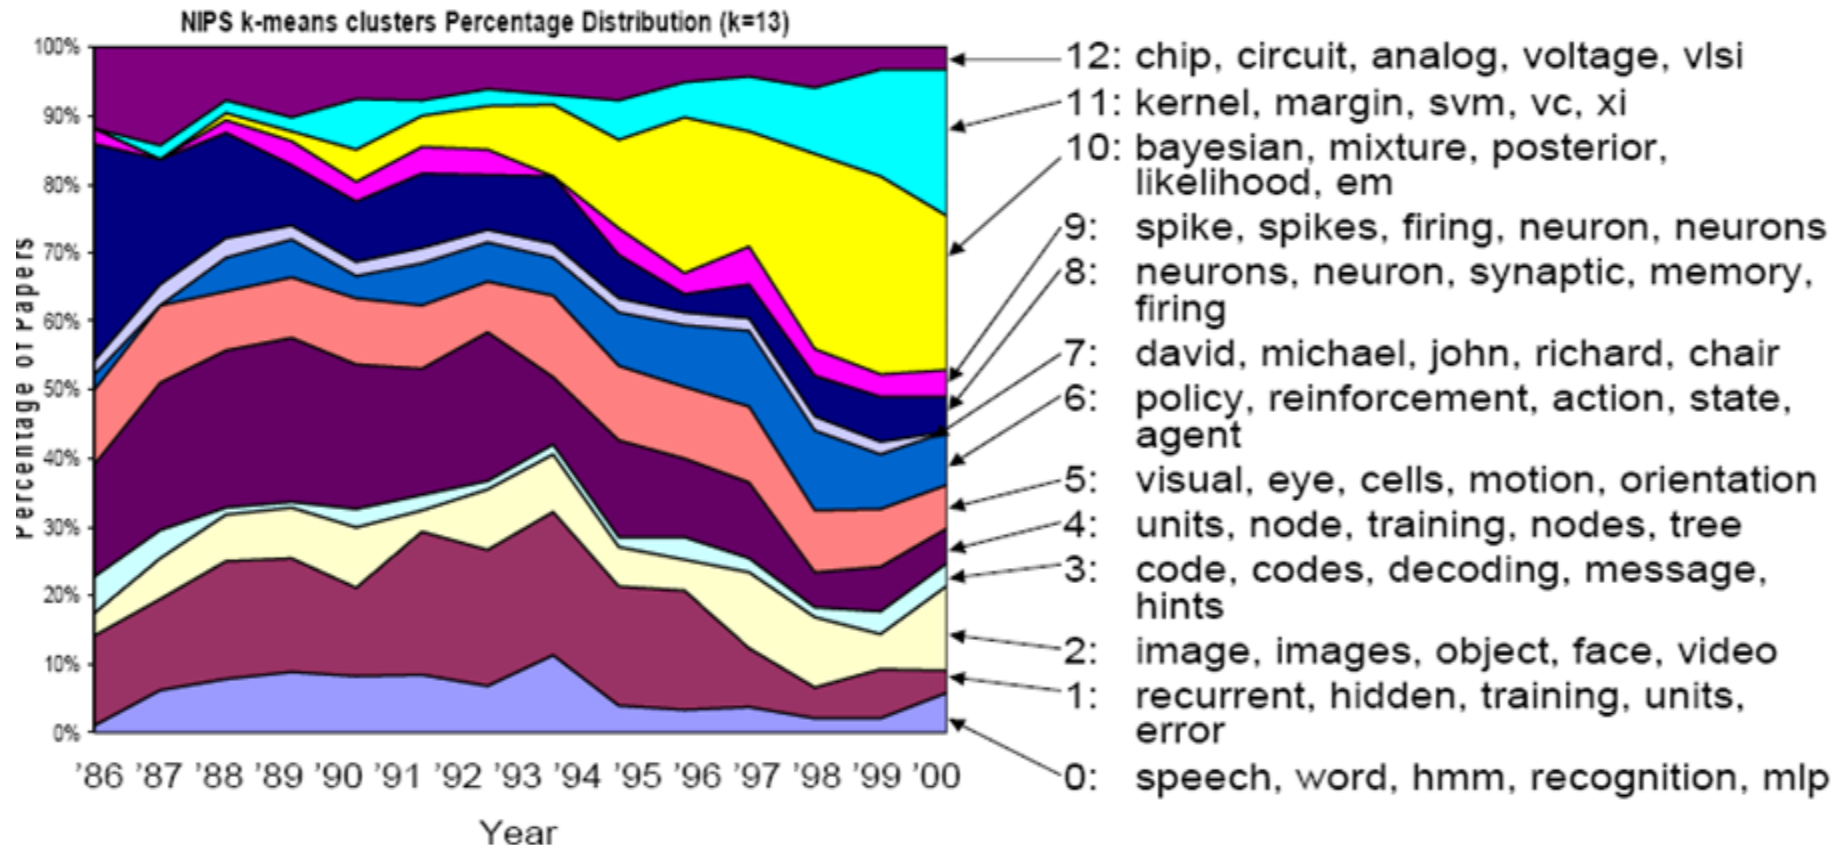 NIPS k-means clusters Percentage Distribution (k=13)
100%
90%
80%
70%
60%
50%
40%
30%
20%
10%
0%
Percentage of Papers
'86 '87 '88 '89 '90 '91 '92 '93 '94 '95 '96 '97 '98 '99 '00
Year
12: chip, circuit, analog, voltage, vlsi
11: kernel, margin, svm, vc, xi
10: bayesian, mixture, posterior,
likelihood, em
9: spike, spikes, firing, neuron, neurons
8: neurons, neuron, synaptic, memory,
firing
7: david, michael, john, richard, chair
6: policy, reinforcement, action, state,
agent
5: visual, eye, cells, motion, orientation
4: units, node, training, nodes, tree
3: code, codes, decoding, message,
hints
2: image, images, object, face, video
1: recurrent, hidden, training, units,
error
0: speech, word, hmm, recognition, mlp